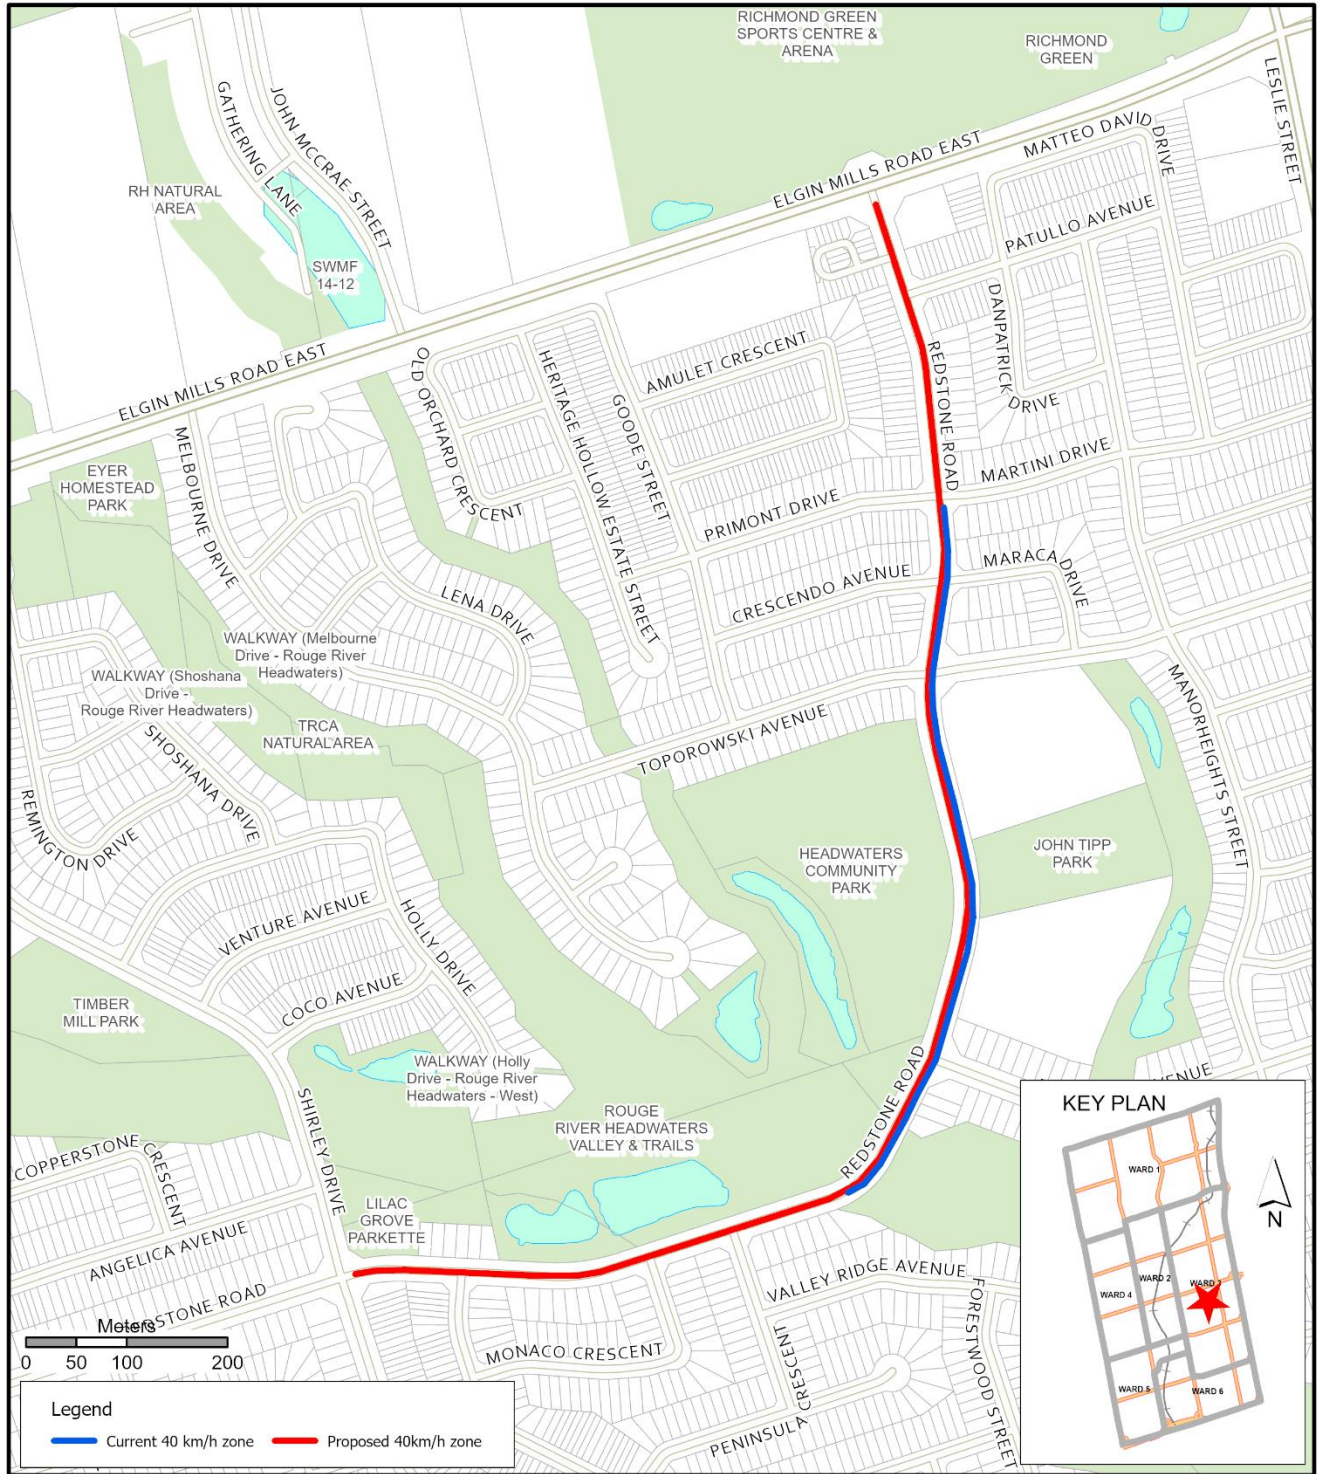 RICHMOND GREEN
SPORTS CENTRE &
ARENA
RICHMOND
GREEN
LESLIE STREET
GATHERING LANE
JOHN MCCRAE STREET
MATTEO DAVID DRIVE
ELGIN MILLS ROAD EAST
RH NATURAL
AREA
PATULLO AVENUE
SWMF
14-12
DANPATRICK DRIVE
ELGIN MILLS ROAD EAST
OLD ORCHARD CRESCENT
HERITAGE HOLLOW ESTATE STREET
GOODE STREET
AMULET CRESCENT
REDSTONE ROAD
MELBOURNE DRIVE
EYER
HOMESTEAD
PARK
MARTINI DRIVE
PRIMONT DRIVE
MARACA DRIVE
CRESCENDO AVENUE
LENA DRIVE
WALKWAY (Melbourne
Drive - Rouge River
Headwaters)
WALKWAY (Shoshana
Drive -
Rouge River Headwaters)
TRCA
NATURAL AREA
TOPOROWSKI AVENUE
MANORHEIGHTS STREET
SHOSHANA DRIVE
REMINGTON DRIVE
HEADWATERS
COMMUNITY
PARK
JOHN TIPP
PARK
VENTURE AVENUE
HOLLY DRIVE
COCO AVENUE
TIMBER
MILL PARK
WALKWAY (Holly
Drive - Rouge River
Headwaters - West)
REDSTONE ROAD
VENUE
SHIRLEY DRIVE
ROUGE
RIVER HEADWATERS
VALLEY & TRAILS
COPPERSTONE CRESCENT
LILAC
GROVE
PARKETTE
ANGELICA AVENUE
VALLEY RIDGE AVENUE
FORESTWOOD STREET
STONE ROAD
MONACO CRESCENT
PENINSULA CRESCENT
Meters
0 50 100 200
Legend
Current 40 km/h zone Proposed 40km/h zone
KEY PLAN
WARD 1
N
WARD 2
WARD 4
WARD 5
WARD 6